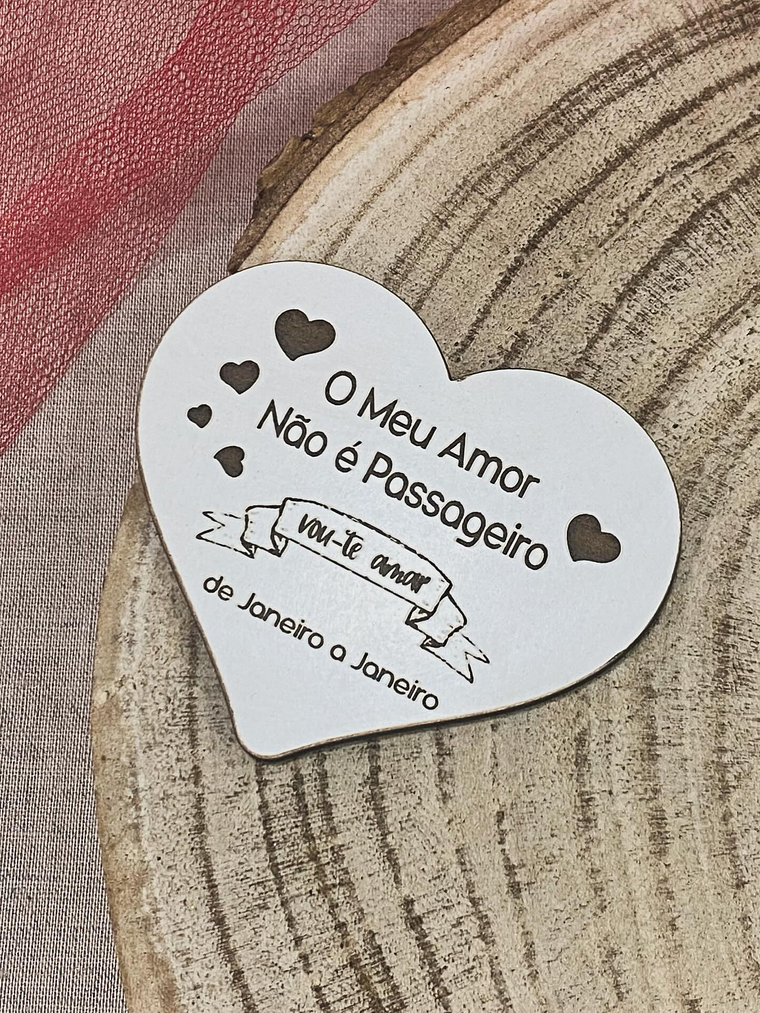 O Meu Amor
Não é Passageiro
vou-te amar
de Janeiro a Janeiro